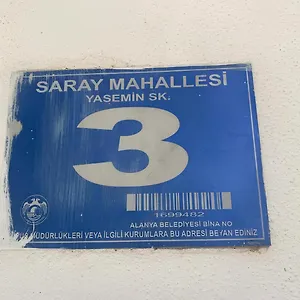 SARAY MAHALLESİ
YASEMİN SK.
3
1699482
ALANYA BELEDİYESİ BİNA NO
MÜDÜRLÜKLERİ VEYA İLGİLİ KURUMLARA BU ADRESİ BEYAN EDİNİZ